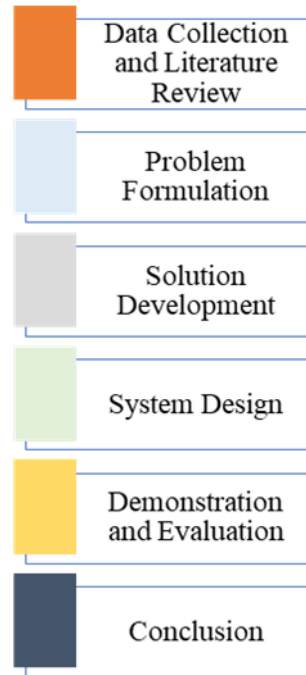 Data Collection
and Literature
Review
Problem
Formulation
Solution
Development
System Design
Demonstration
and Evaluation
Conclusion